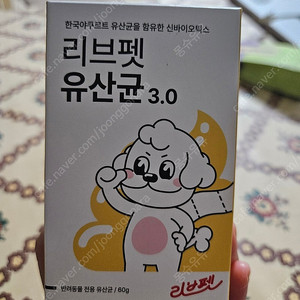 한국야쿠르트 유산균을 함유한 신바이오틱스
리브펫
유산균 3.0
반려동물 전용 유산균 / 60g
리브펫